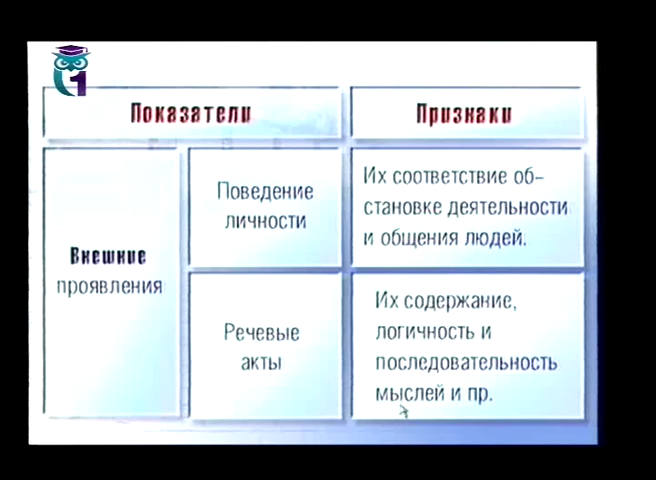 1
Показатели
Признаки
Внешние
проявления
Поведение
личности
Их соответствие об–
становке деятельности
и общения людей.
Речевые
акты
Их содержание,
логичность и
последовательность
мыслей и пр.